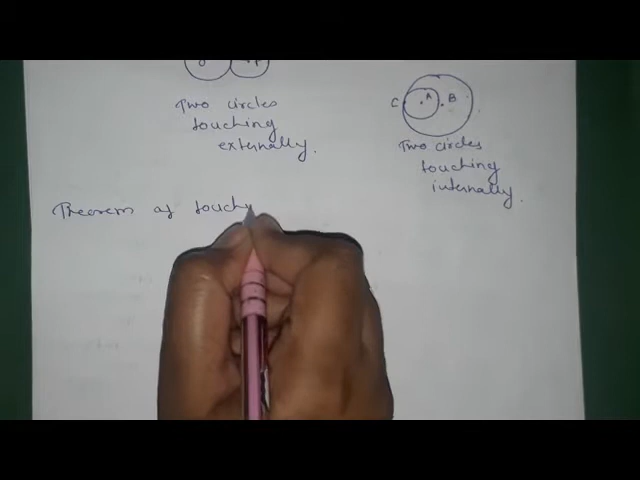 Two circles
touching
externally.
C A B
Two circles
touching
internally.
Theorem of touch